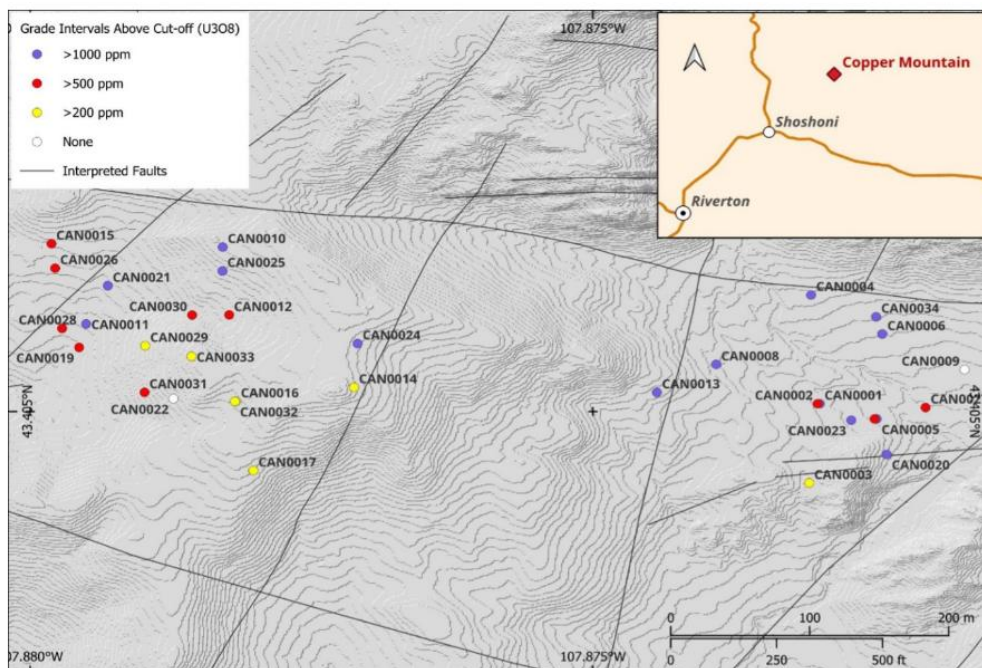 Grade Intervals Above Cut-off (U3O8)
>1000 ppm
>500 ppm
>200 ppm
None
Interpreted Faults
107.875°W
Copper Mountain
Shoshoni
Riverton
CAN0015
CAN0010
CAN0026
CAN0025
CAN0021
CAN0004
CAN0030
CAN0012
CAN0034
CAN0028
CAN0011
CAN0006
CAN0029
CAN0024
CAN0019
CAN0033
CAN0008
CAN0009
CAN0014
CAN0031
CAN0013
CAN0016
CAN0022
CAN0032
CAN0002
CAN0001
CAN002
43.405°N
CAN0023
CAN0005
CAN0017
CAN0020
CAN0003
0 100 200 m
0 250 500 ft
107.880°W
107.875°W